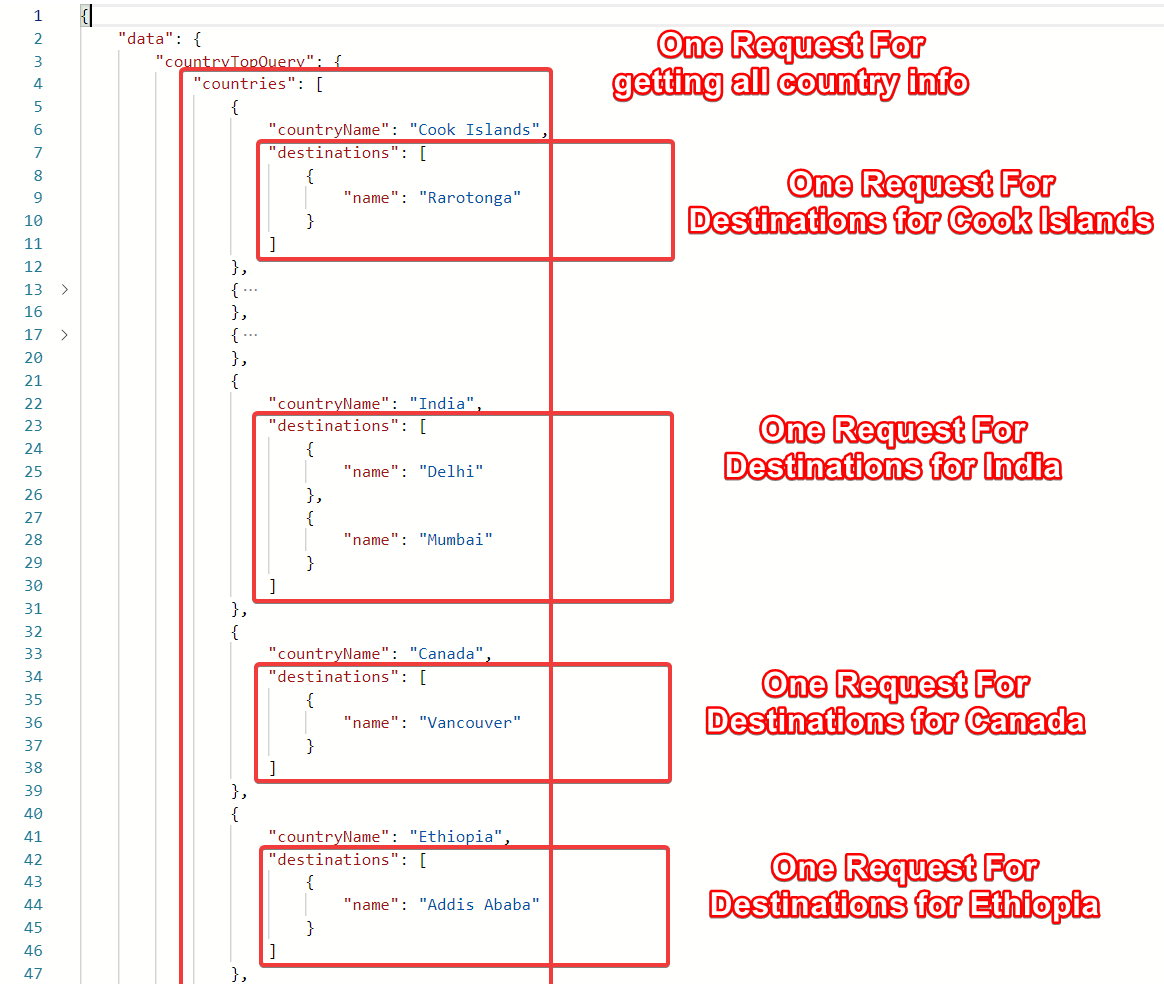 1 {
2 "data": {
3 "countryTopQuery": {
One Request For
getting all country info
4 "countries": [
5 {
6 "countryName": "Cook Islands",
7 "destinations": [
8 {
One Request For
Destinations for Cook Islands
9 "name": "Rarotonga"
10 }
11 ]
12 },
13 > { ...
16 },
17 > { ...
20 },
21 {
22 "countryName": "India",
23 "destinations": [
One Request For
Destinations for India
24 {
25 "name": "Delhi"
26 },
27 {
28 "name": "Mumbai"
29 }
30 ]
31 },
32 {
33 "countryName": "Canada",
34 "destinations": [
One Request For
Destinations for Canada
35 {
36 "name": "Vancouver"
37 }
38 ]
39 },
40 {
41 "countryName": "Ethiopia",
42 "destinations": [
One Request For
Destinations for Ethiopia
43 {
44 "name": "Addis Ababa"
45 }
46 ]
47 },